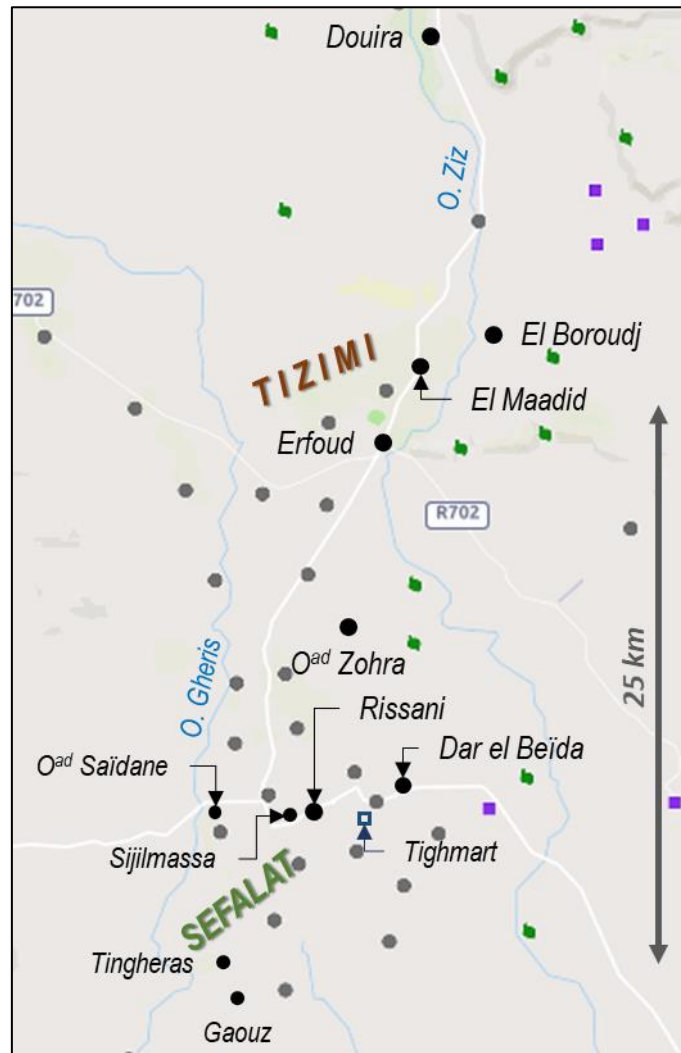 Douira
O. Ziz
702
El Boroudj
TIZIMI
El Maadid
Erfoud
R702
25 km
O. Gheris
Oᵃᵈ Zohra
Rissani
Dar el Beïda
Oᵃᵈ Saïdane
Sijilmassa
Tighmart
SEFALAT
Tingheras
Gaouz